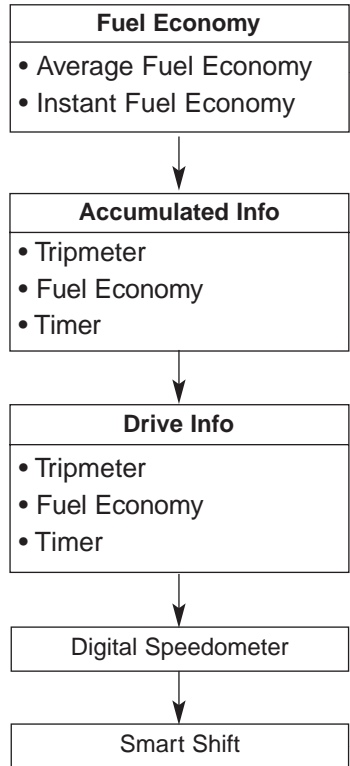 Fuel Economy
• Average Fuel Economy
• Instant Fuel Economy
Accumulated Info
• Tripmeter
• Fuel Economy
• Timer
Drive Info
• Tripmeter
• Fuel Economy
• Timer
Digital Speedometer
Smart Shift